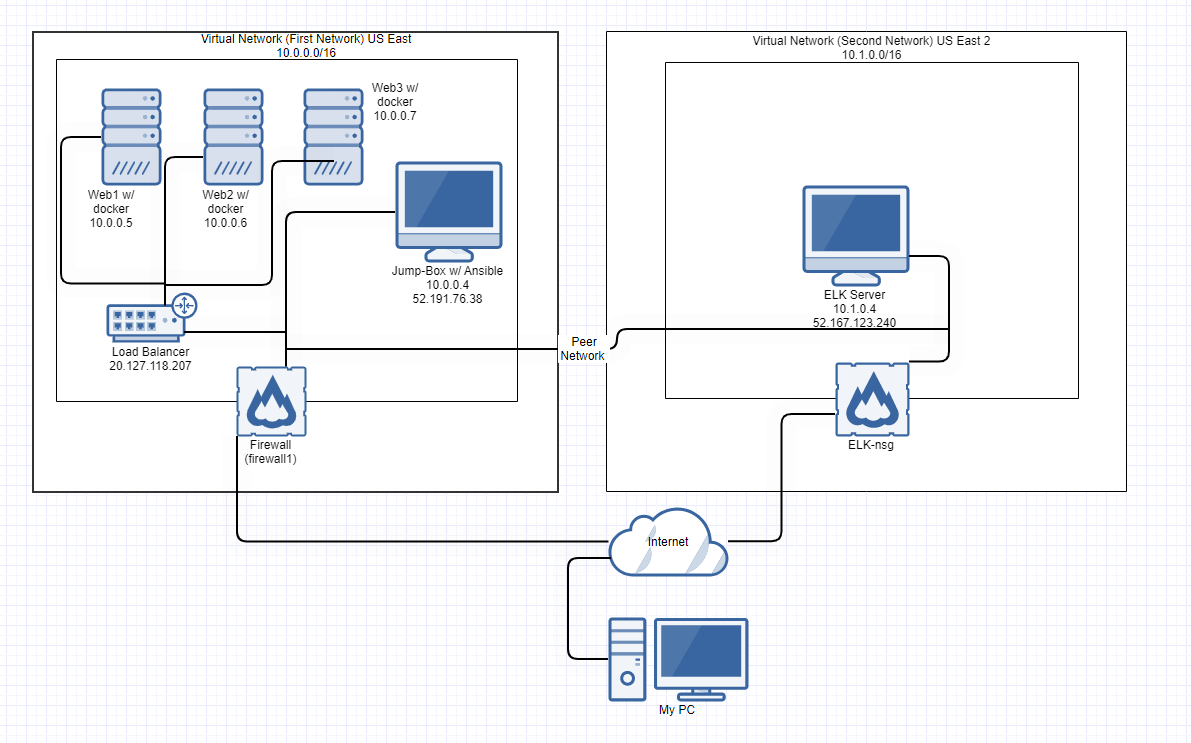 Virtual Network (First Network) US East
10.0.0.0/16
Web3 w/
docker
10.0.0.7
Web1 w/
docker
10.0.0.5
Web2 w/
docker
10.0.0.6
Jump-Box w/ Ansible
10.0.0.4
52.191.76.38
Load Balancer
20.127.118.207
Firewall
(firewall1)
Peer
Network
Virtual Network (Second Network) US East 2
10.1.0.0/16
ELK Server
10.1.0.4
52.167.123.240
ELK-nsg
Internet
My PC